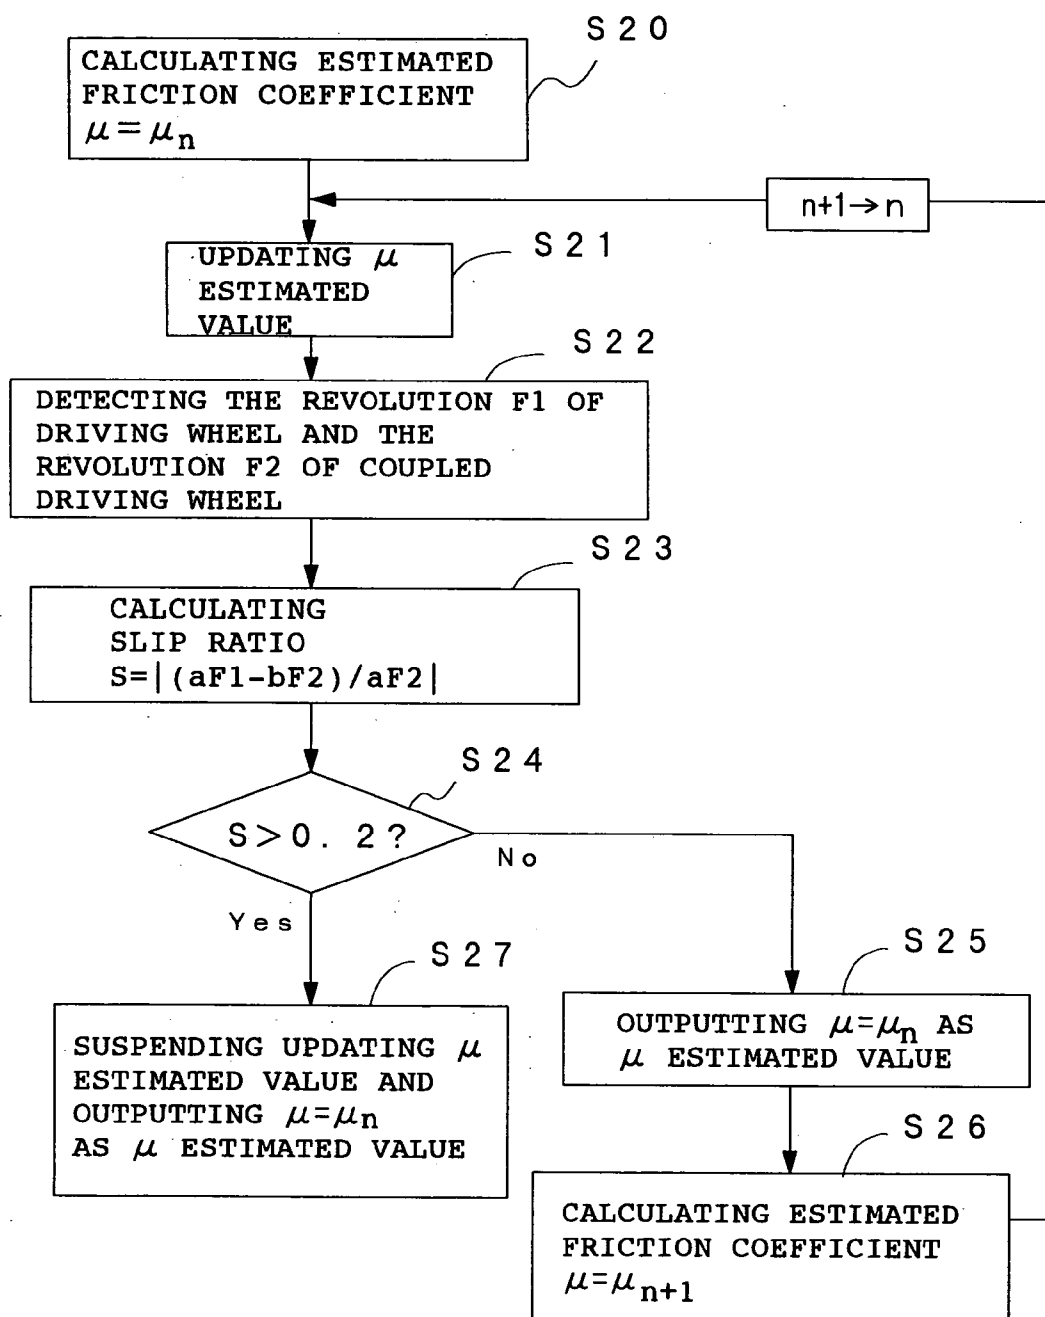 S20
CALCULATING ESTIMATED
FRICTION COEFFICIENT
μ=μn
n+1→n
S21
UPDATING μ
ESTIMATED
VALUE
S22
DETECTING THE REVOLUTION F1 OF
DRIVING WHEEL AND THE
REVOLUTION F2 OF COUPLED
DRIVING WHEEL
S23
CALCULATING
SLIP RATIO
S=|(aF1-bF2)/aF2|
S24
S>0.2?
No
Yes
S27
SUSPENDING UPDATING μ
ESTIMATED VALUE AND
OUTPUTTING μ=μn
AS μ ESTIMATED VALUE
S25
OUTPUTTING μ=μn AS
μ ESTIMATED VALUE
S26
CALCULATING ESTIMATED
FRICTION COEFFICIENT
μ=μn+1